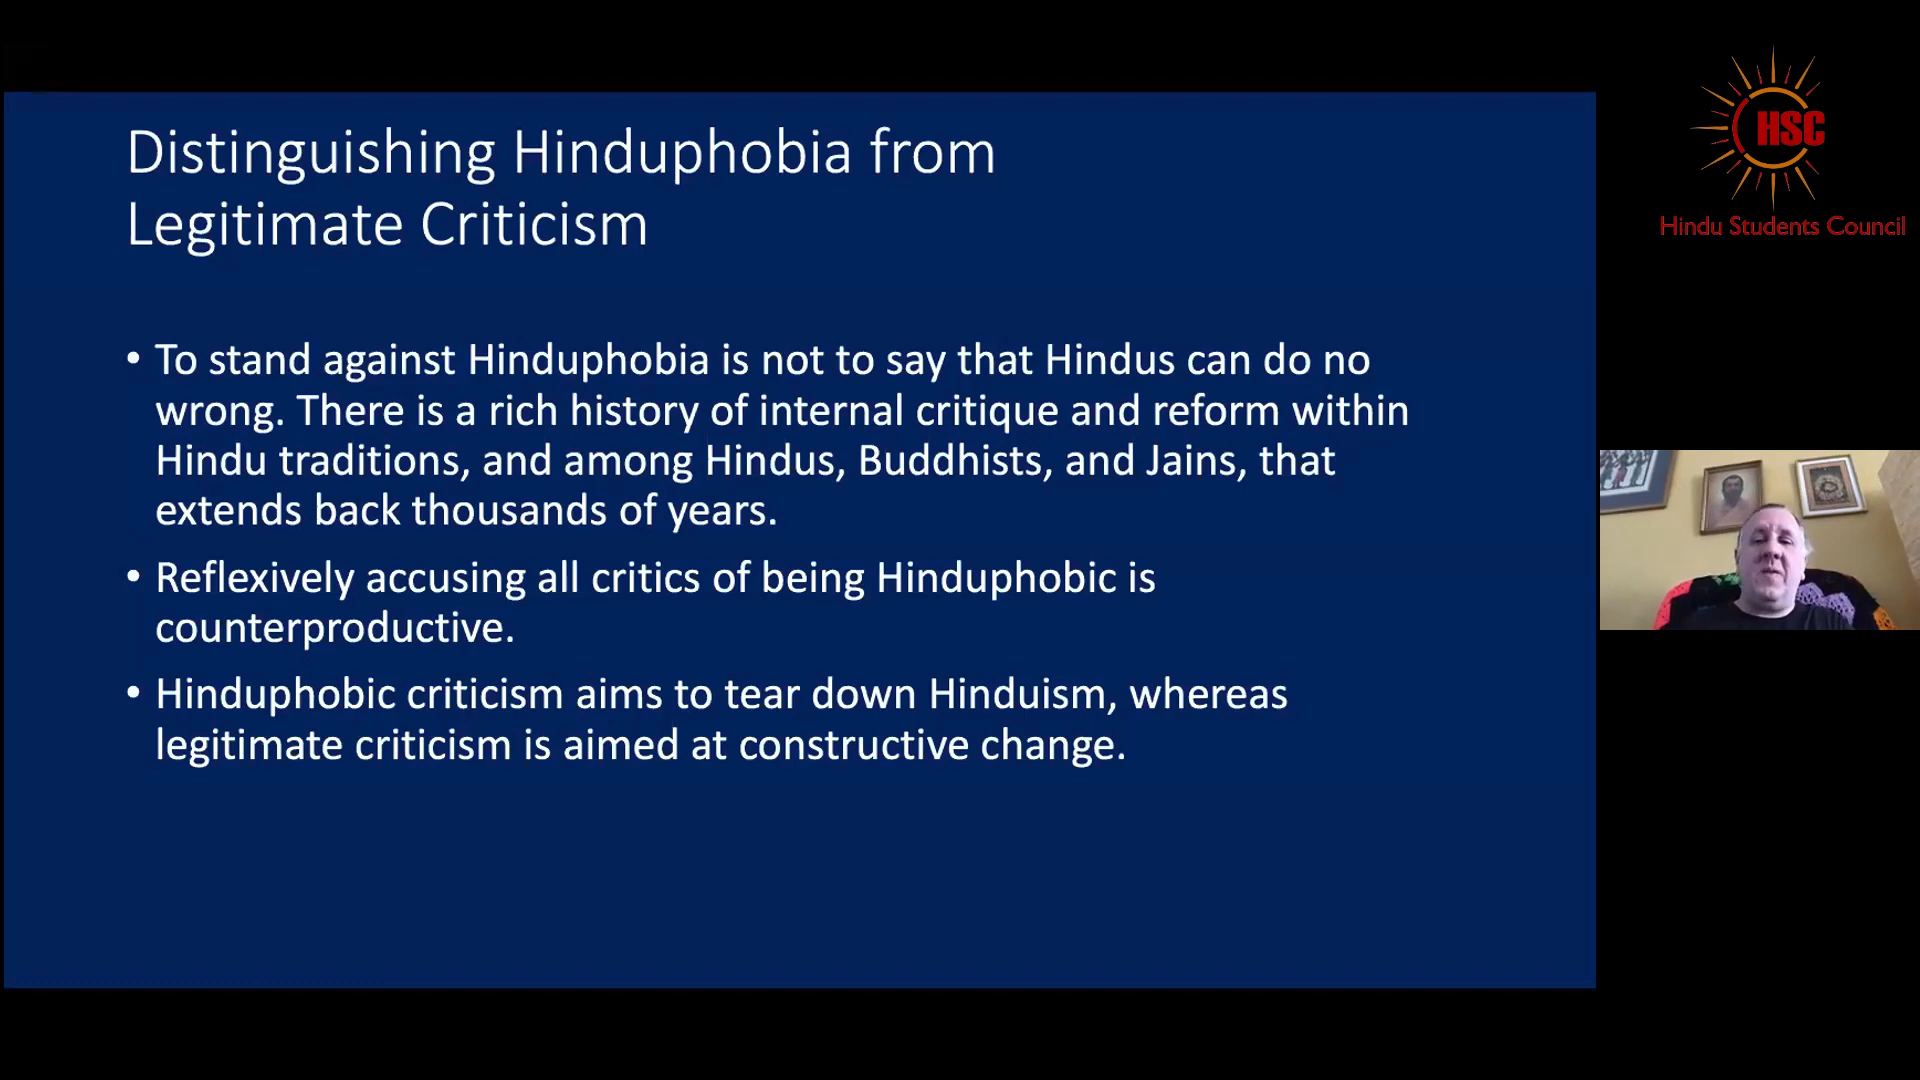 Distinguishing Hinduphobia from
Legitimate Criticism
• To stand against Hinduphobia is not to say that Hindus can do no
wrong. There is a rich history of internal critique and reform within
Hindu traditions, and among Hindus, Buddhists, and Jains, that
extends back thousands of years.
• Reflexively accusing all critics of being Hinduphobic is
counterproductive.
• Hinduphobic criticism aims to tear down Hinduism, whereas
legitimate criticism is aimed at constructive change.
HSC
Hindu Students Council